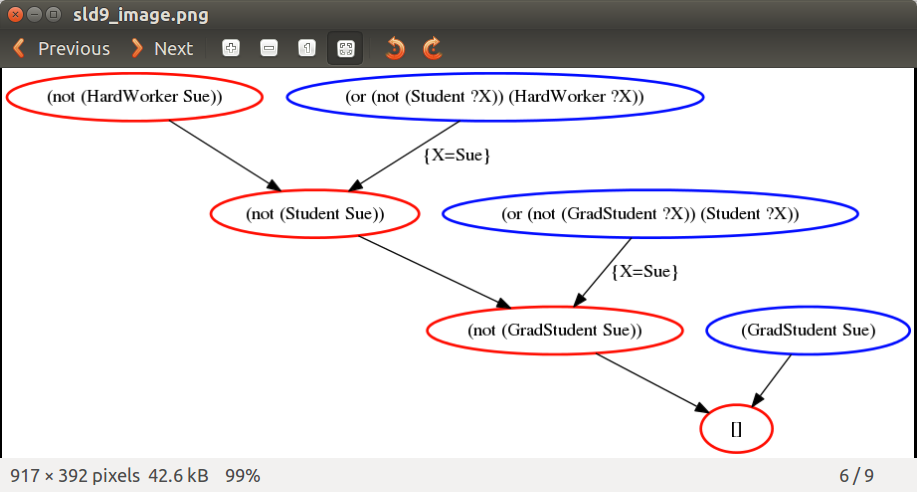 sld9_image.png
Previous Next
(not (HardWorker Sue)) (or (not (Student ?X)) (HardWorker ?X))
{X=Sue}
(not (Student Sue)) (or (not (GradStudent ?X)) (Student ?X))
{X=Sue}
(not (GradStudent Sue)) (GradStudent Sue)
[]
917 × 392 pixels 42.6 kB 99% 6 / 9